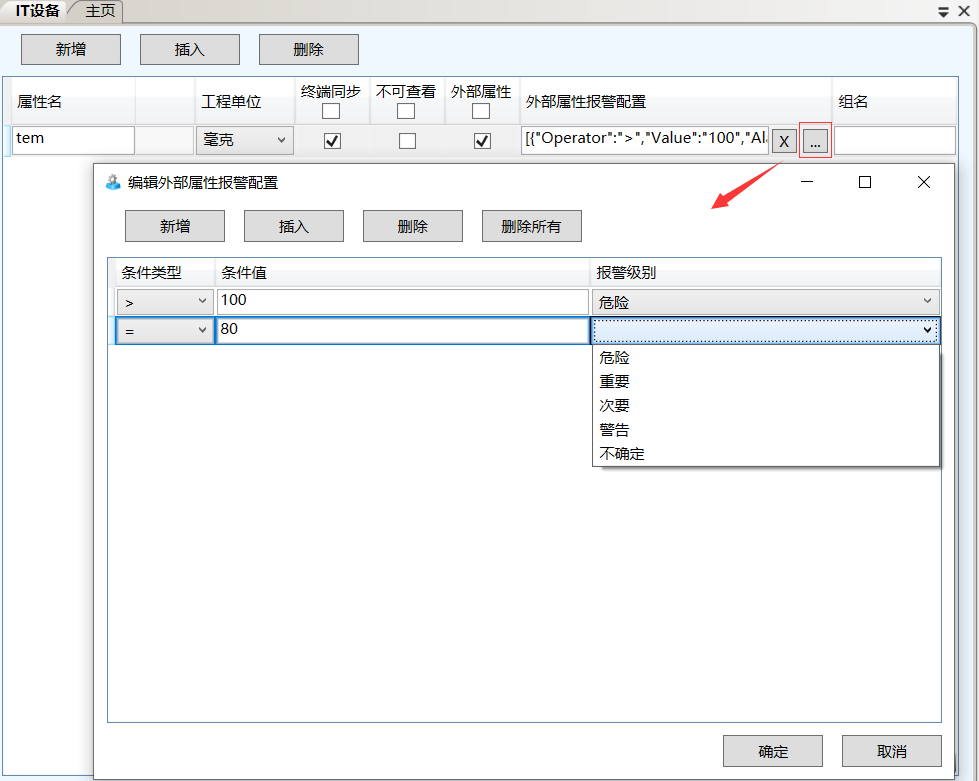 IT设备 主页
新增 插入 删除
属性名 工程单位 终端同步 不可查看 外部属性 外部属性报警配置 组名
tem 毫克 [{"Operator":">","Value":"100","Al X ...
编辑外部属性报警配置
新增 插入 删除 删除所有
条件类型 条件值 报警级别
> 100 危险
= 80
危险
重要
次要
警告
不确定
确定 取消